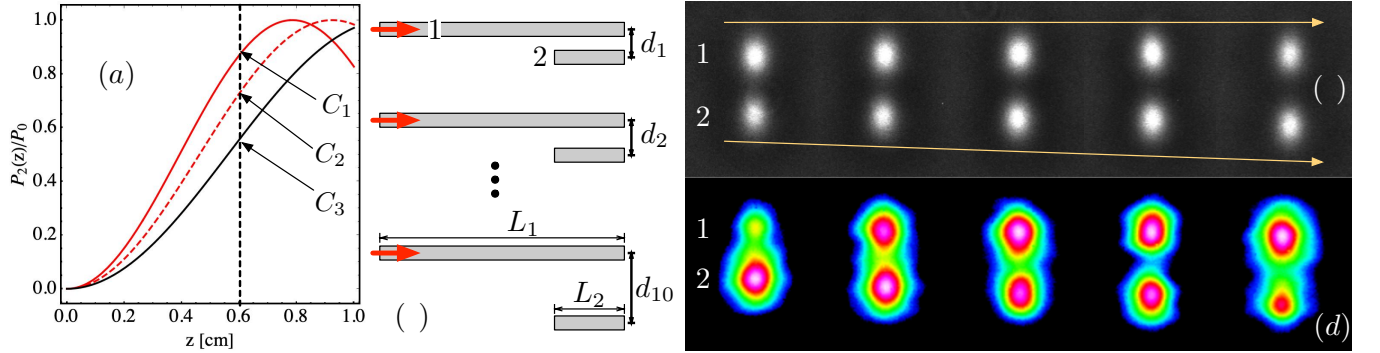 (a)
P₂(z)/P₀
1.0
0.8
0.6
0.4
0.2
0.0
C₁
C₂
C₃
0.0 0.2 0.4 0.6 0.8 1.0
z [cm]
1
2
d₁
d₂
L₁
L₂
d₁₀
( )
1
2
( )
1
2
(d)